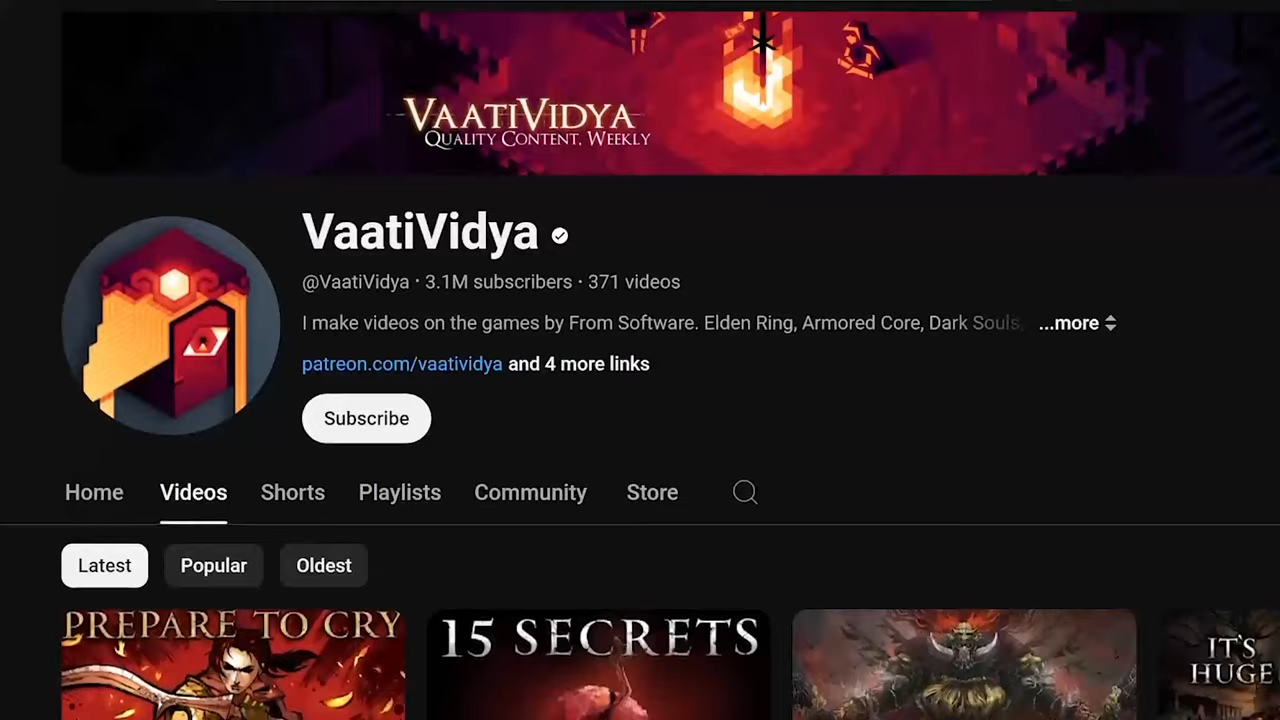 VAATIVIDYA
QUALITY CONTENT, WEEKLY
VaatiVidya
@VaatiVidya · 3.1M subscribers · 371 videos
I make videos on the games by From Software. Elden Ring, Armored Core, Dark Souls, ...more
patreon.com/vaatividya and 4 more links
Subscribe
Home Videos Shorts Playlists Community Store
Latest Popular Oldest
PREPARE TO CRY
15 SECRETS
IT'S
HUGE